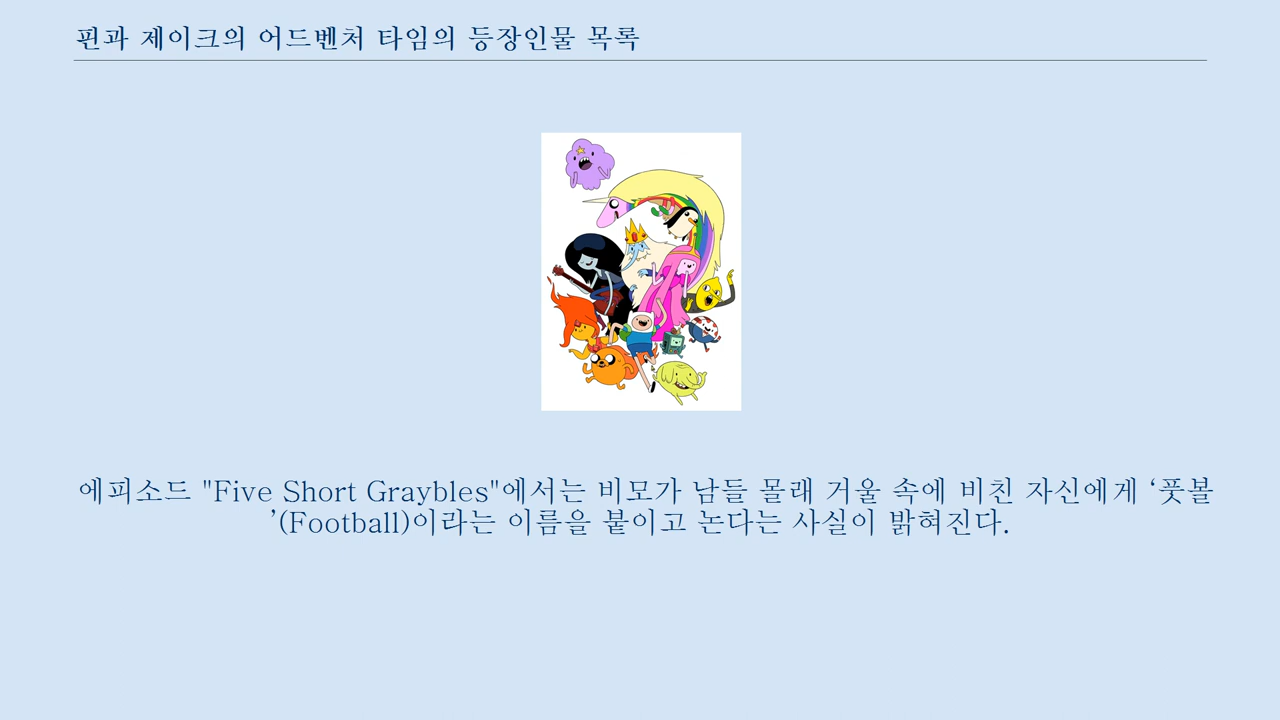 핀과 제이크의 어드벤처 타임의 등장인물 목록
에피소드 "Five Short Graybles"에서는 비모가 남들 몰래 거울 속에 비친 자신에게 ‘풋볼
’(Football)이라는 이름을 붙이고 논다는 사실이 밝혀진다.